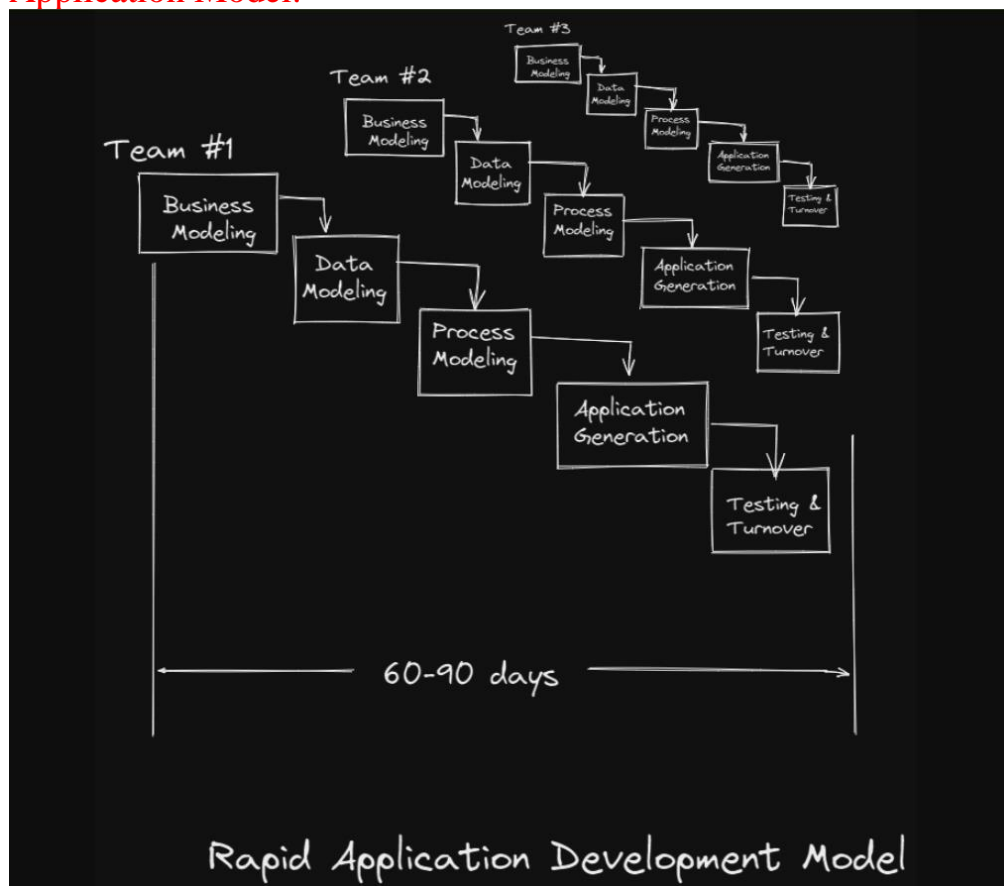 Application Model.
Team #3
Business
Modeling
Data
Modeling
Process
Modeling
Application
Generation
Testing &
Turnover
Team #2
Business
Modeling
Data
Modeling
Process
Modeling
Application
Generation
Testing &
Turnover
Team #1
Business
Modeling
Data
Modeling
Process
Modeling
Application
Generation
Testing &
Turnover
60-90 days
Rapid Application Development Model